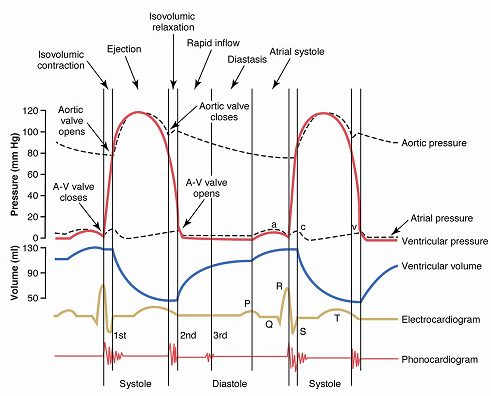 Isovolumic
relaxation
Isovolumic
contraction
Ejection
Rapid inflow
Diastasis
Atrial systole
Aortic
valve
opens
Aortic valve
closes
A-V valve
closes
A-V valve
opens
Pressure (mm Hg)
120
100
80
60
40
20
0
Volume (ml)
130
90
50
a
c
v
Aortic pressure
Atrial pressure
Ventricular pressure
Ventricular volume
Electrocardiogram
Phonocardiogram
P
Q
R
S
T
1st
2nd
3rd
Systole
Diastole
Systole